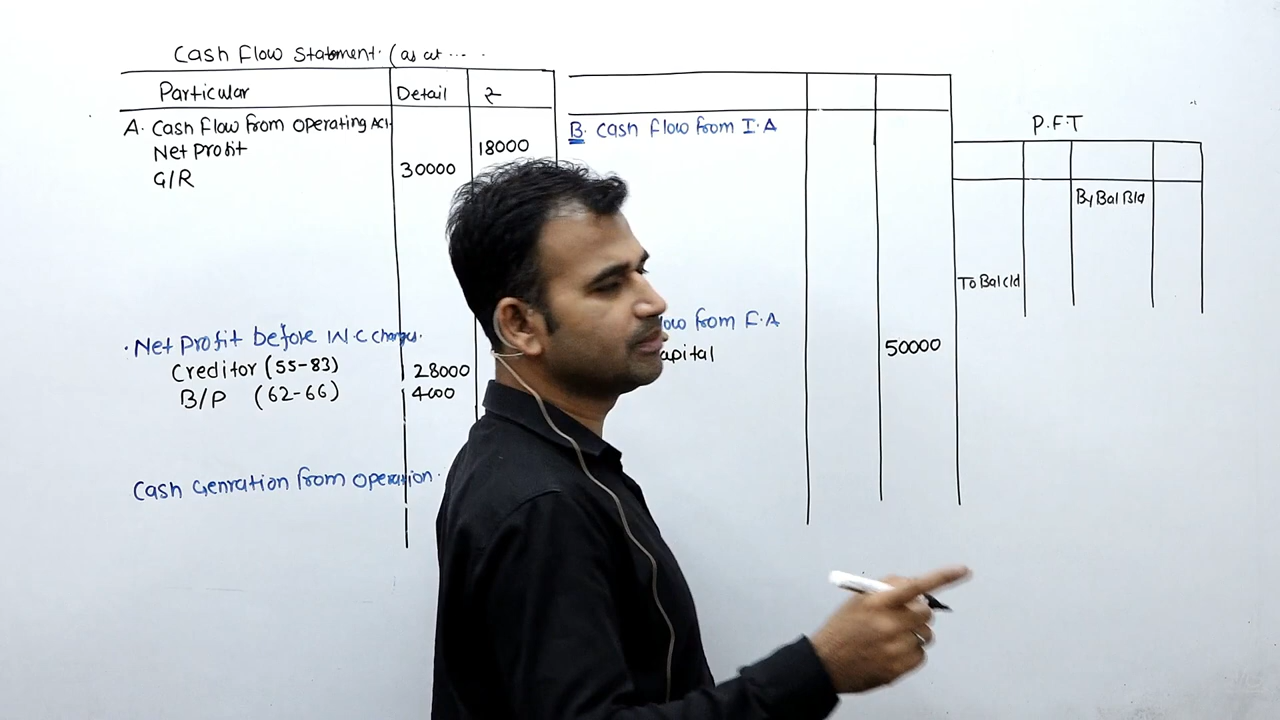 Cash Flow Statement. (as at ....
Particular Detail ₹
A. Cash Flow from Operating Act.
Net Profit 18000
G/R 30000
. Net Profit before W.C changes.
Creditor (55-83) 28000
B/P (62-66) 4000
Cash Genration from operation.
B. Cash flow from I.A
low from F.A
apital 50000
P.F.T
By Bal B/d
To Bal c/d